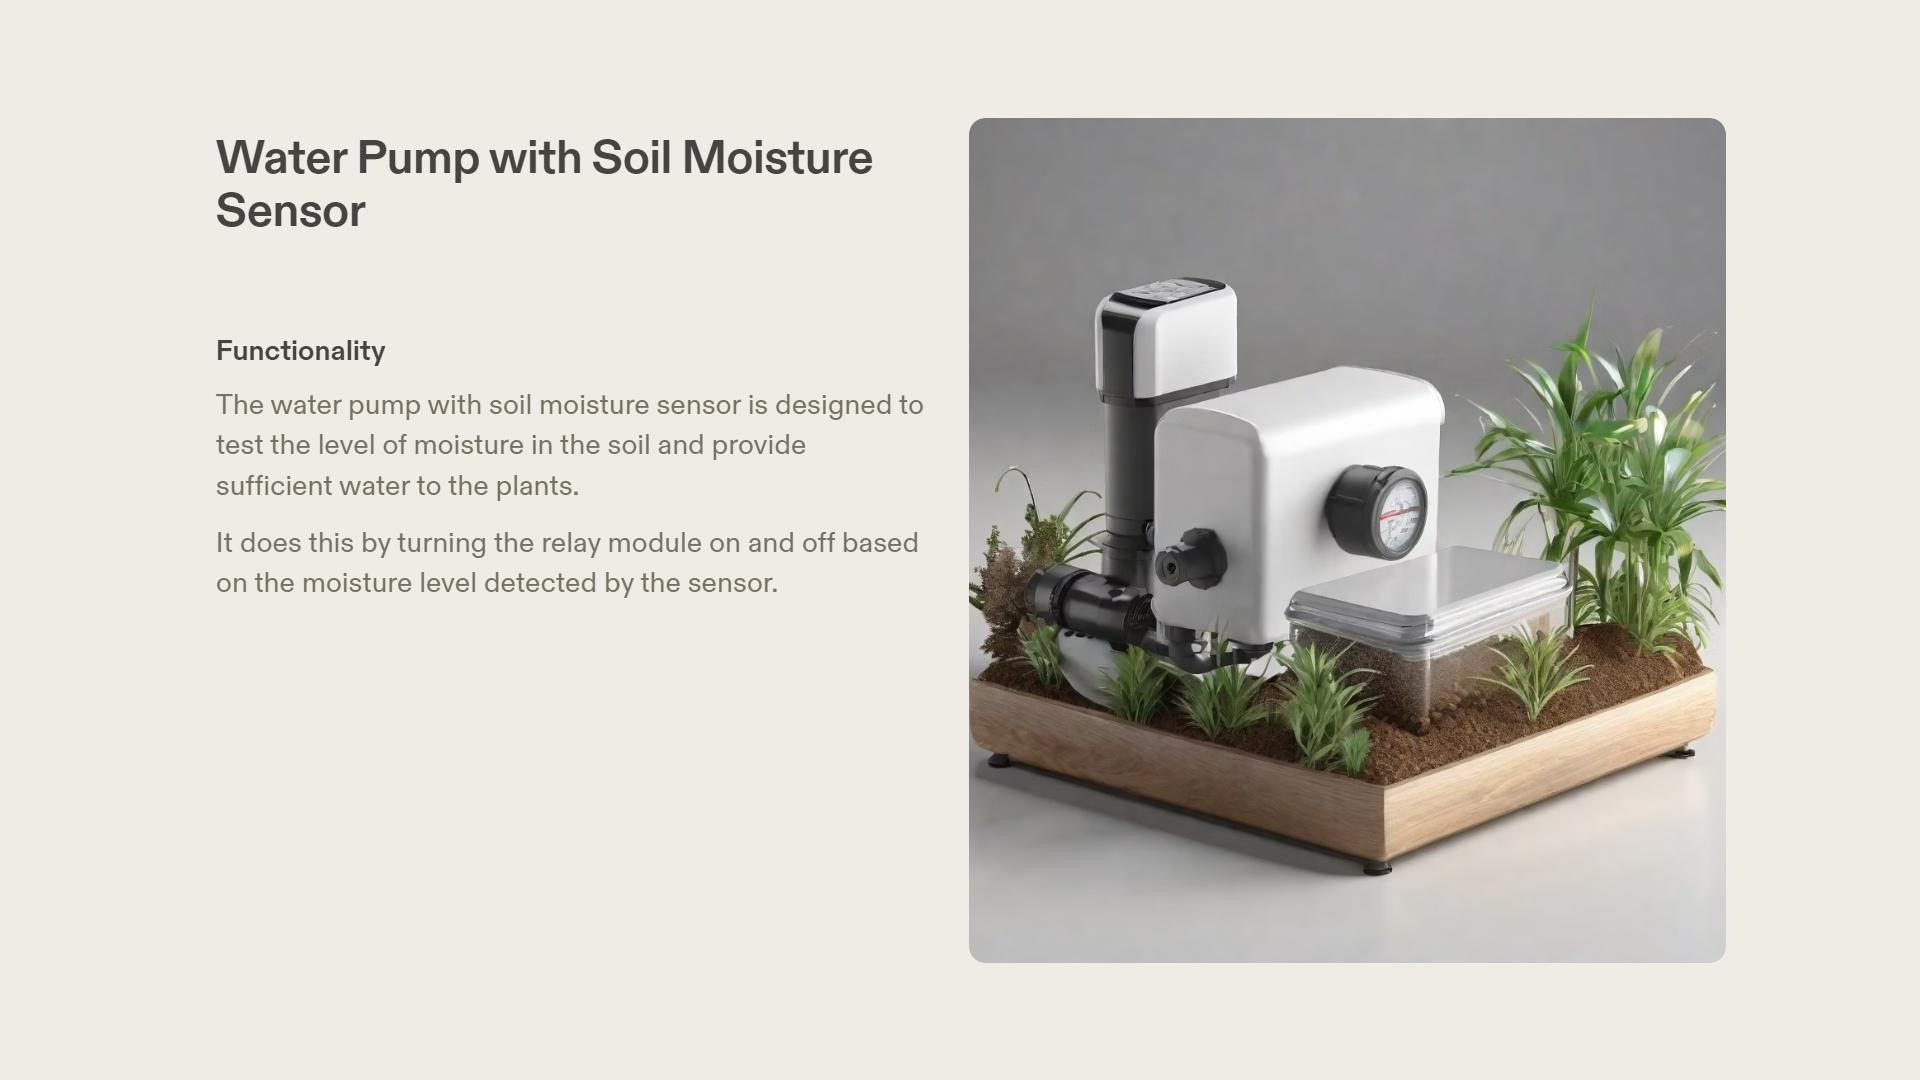 Water Pump with Soil Moisture
Sensor
Functionality
The water pump with soil moisture sensor is designed to
test the level of moisture in the soil and provide
sufficient water to the plants.
It does this by turning the relay module on and off based
on the moisture level detected by the sensor.